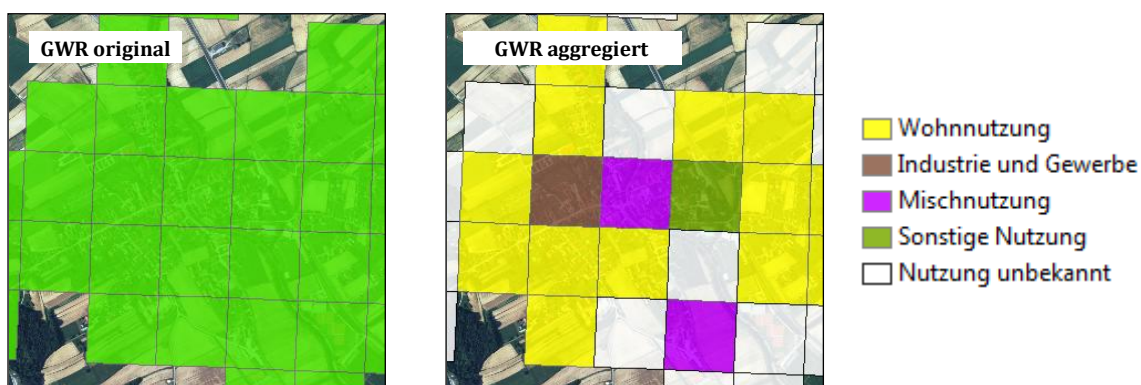 GWR original
GWR aggregiert
Wohnnutzung
Industrie und Gewerbe
Mischnutzung
Sonstige Nutzung
Nutzung unbekannt